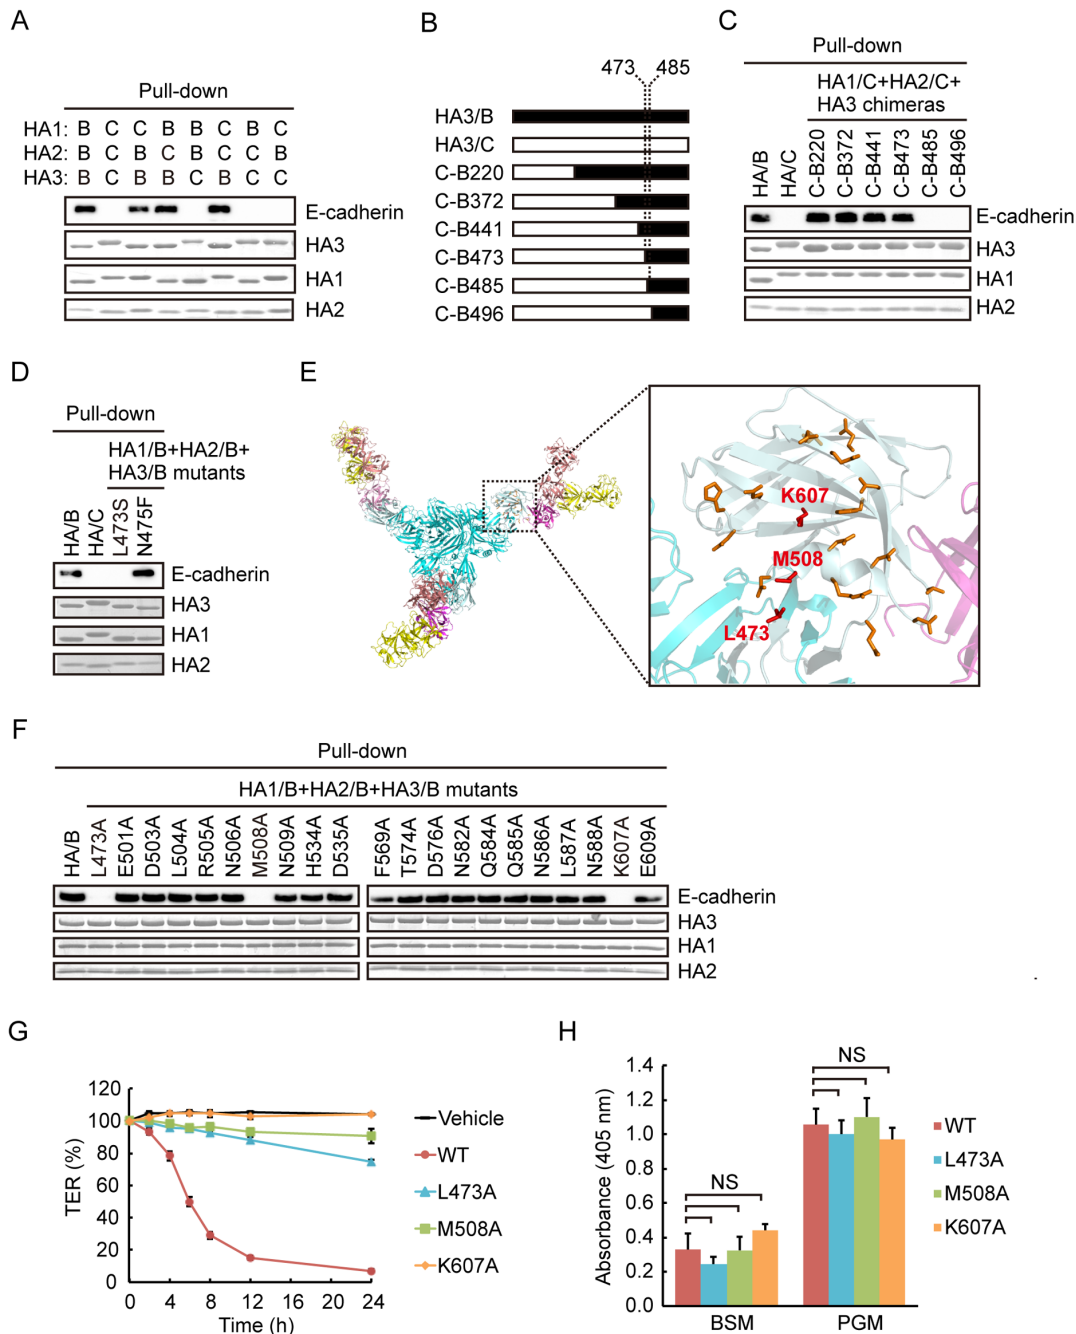 A
Pull-down
HA1: B C C B B C B C
HA2: B C B C B B C C
HA3: B C B B C B C C
E-cadherin
HA3
HA1
HA2
B
473 485
HA3/B
HA3/C
C-B220
C-B372
C-B441
C-B473
C-B485
C-B496
C
Pull-down
HA1/C+HA2/C+
HA3 chimeras
HA/B
HA/C
C-B220
C-B372
C-B441
C-B473
C-B485
C-B496
E-cadherin
HA3
HA1
HA2
D
Pull-down
HA1/B+HA2/B+
HA3/B mutants
HA/B
HA/C
L473S
N475F
E-cadherin
HA3
HA1
HA2
E
K607
M508
L473
F
Pull-down
HA1/B+HA2/B+HA3/B mutants
HA/B
L473A
E501A
D503A
L504A
R505A
N506A
M508A
N509A
H534A
D535A
F569A
T574A
D576A
N582A
Q584A
Q585A
N586A
L587A
N588A
K607A
E609A
E-cadherin
HA3
HA1
HA2
G
TER (%)
120
100
80
60
40
20
0
0 4 8 12 16 20 24
Time (h)
Vehicle
WT
L473A
M508A
K607A
H
Absorbance (405 nm)
1.4
1.2
1.0
0.8
0.6
0.4
0.2
0.0
NS
NS
BSM PGM
WT
L473A
M508A
K607A